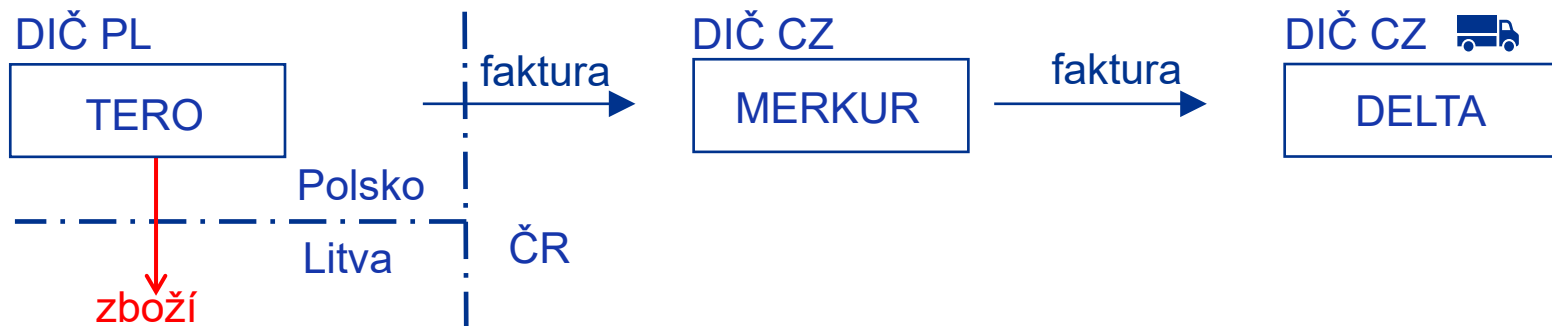 DIČ PL
TERO
Polsko
Litva
zboží
faktura
ČR
DIČ CZ
MERKUR
faktura
DIČ CZ
DELTA